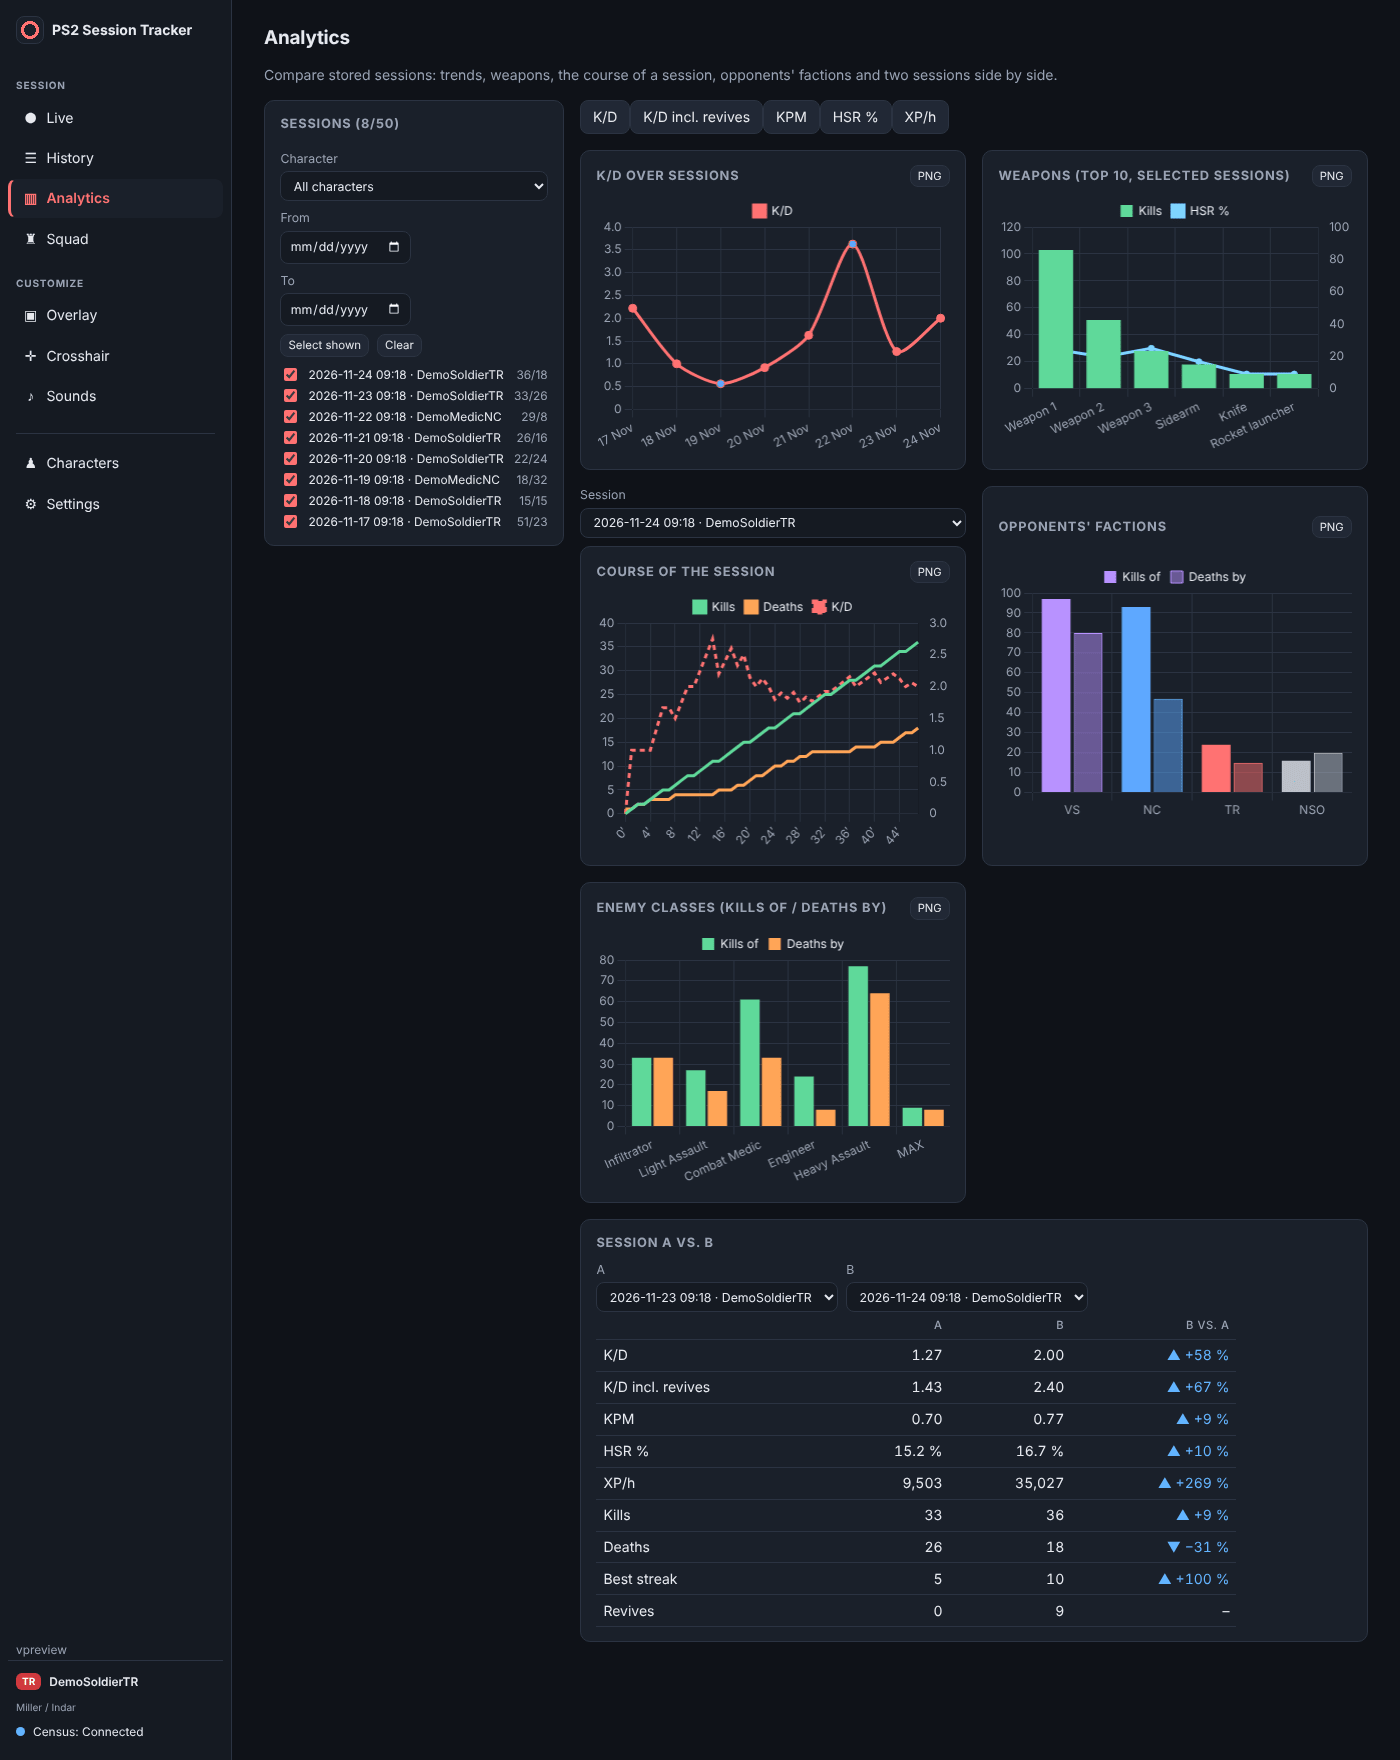 PS2 Session Tracker
SESSION
Live
History
Analytics
Squad
CUSTOMIZE
Overlay
Crosshair
Sounds
Characters
Settings
vpreview
TR DemoSoldierTR
Miller / Indar
Census: Connected
Analytics
Compare stored sessions: trends, weapons, the course of a session, opponents' factions and two sessions side by side.
SESSIONS (8/50)
Character
All characters
From
mm/dd/yyyy
To
mm/dd/yyyy
Select shown Clear
2026-11-24 09:18 · DemoSoldierTR 36/18
2026-11-23 09:18 · DemoSoldierTR 33/26
2026-11-22 09:18 · DemoMedicNC 29/8
2026-11-21 09:18 · DemoSoldierTR 26/16
2026-11-20 09:18 · DemoSoldierTR 22/24
2026-11-19 09:18 · DemoMedicNC 18/32
2026-11-18 09:18 · DemoSoldierTR 15/15
2026-11-17 09:18 · DemoSoldierTR 51/23
K/D K/D incl. revives KPM HSR % XP/h
K/D OVER SESSIONS PNG
K/D
4.0
3.5
3.0
2.5
2.0
1.5
1.0
0.5
0
17 Nov 18 Nov 19 Nov 20 Nov 21 Nov 22 Nov 23 Nov 24 Nov
WEAPONS (TOP 10, SELECTED SESSIONS) PNG
Kills HSR %
120 100
100 80
80 60
60 40
40 20
20 0
0
Weapon 1 Weapon 2 Weapon 3 Sidearm Knife Rocket launcher
Session
2026-11-24 09:18 · DemoSoldierTR
COURSE OF THE SESSION PNG
Kills Deaths K/D
40 3.0
35 2.5
30 2.0
25 1.5
20 1.0
15 0.5
10 0
5
0
0' 4' 8' 12' 16' 20' 24' 28' 32' 36' 40' 44'
OPPONENTS' FACTIONS PNG
Kills of Deaths by
100
90
80
70
60
50
40
30
20
10
0
VS NC TR NSO
ENEMY CLASSES (KILLS OF / DEATHS BY) PNG
Kills of Deaths by
80
70
60
50
40
30
20
10
0
Infiltrator Light Assault Combat Medic Engineer Heavy Assault MAX
SESSION A VS. B
A B
2026-11-23 09:18 · DemoSoldierTR 2026-11-24 09:18 · DemoSoldierTR
A B B VS. A
K/D 1.27 2.00 ▲ +58 %
K/D incl. revives 1.43 2.40 ▲ +67 %
KPM 0.70 0.77 ▲ +9 %
HSR % 15.2 % 16.7 % ▲ +10 %
XP/h 9,503 35,027 ▲ +269 %
Kills 33 36 ▲ +9 %
Deaths 26 18 ▼ −31 %
Best streak 5 10 ▲ +100 %
Revives 0 9 –